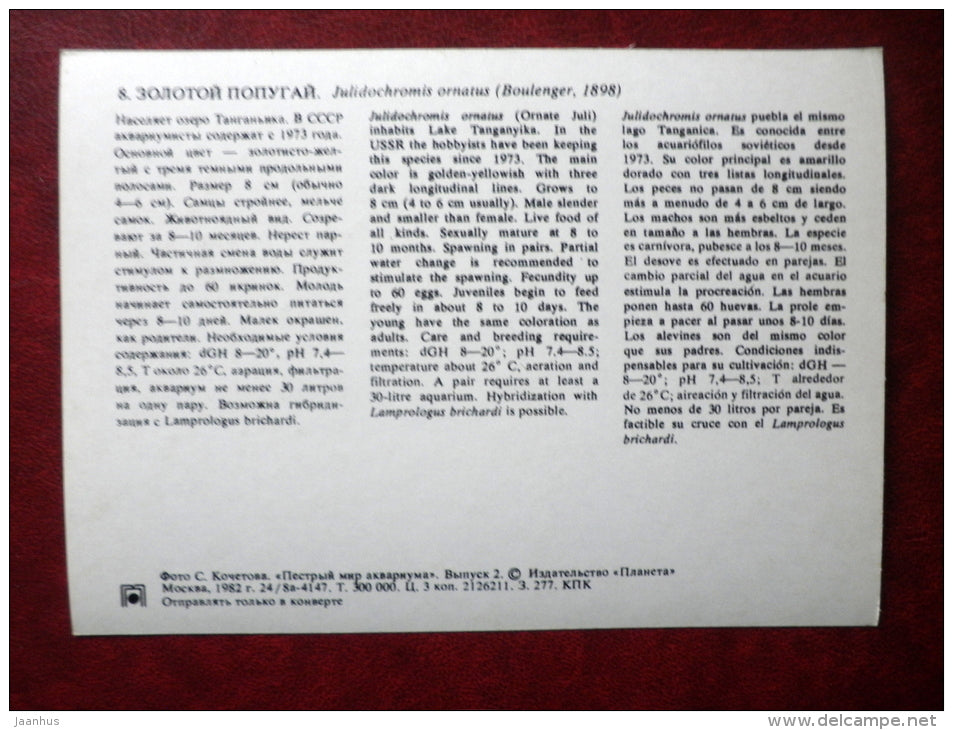 8. ЗОЛОТОЙ ПОПУГАЙ. Julidochromis ornatus (Boulenger, 1898)
Населяет озеро Танганьика. В СССР
аквариумисты содержат с 1973 года.
Основной цвет — золотисто-жел-
тый с тремя темными продольными
полосами. Размер 8 см (обычно
4—6 см). Самцы стройнее, мельче
самок. Животноядный вид. Созре-
вают за 8—10 месяцев. Нерест пар-
ный. Частичная смена воды служит
стимулом к размножению. Продук-
тивность до 60 икринок. Молодь
начинает самостоятельно питаться
через 8—10 дней. Малек окрашен,
как родители. Необходимые условия
содержания: dGH 8—20°, pH 7,4—
8,5, T около 26°C, аэрация, фильтра-
ция, аквариум не менее 30 литров
на одну пару. Возможна гибриди-
зация с Lamprologus brichardi.
Julidochromis ornatus (Ornate Juli)
inhabits Lake Tanganyika. In the
USSR the hobbyists have been keeping
this species since 1973. The main
color is golden-yellowish with three
dark longitudinal lines. Grows to
8 cm (4 to 6 cm usually). Male slender
and smaller than female. Live food of
all kinds. Sexually mature at 8 to
10 months. Spawning in pairs. Partial
water change is recommended to
stimulate the spawning. Fecundity up
to 60 eggs. Juveniles begin to feed
freely in about 8 to 10 days. The
young have the same coloration as
adults. Care and breeding require-
ments: dGH 8—20°; pH 7,4—8,5;
temperature about 26° C, aeration and
filtration. A pair requires at least a
30-litre aquarium. Hybridization with
Lamprologus brichardi is possible.
Julidochromis ornatus puebla el mismo
lago Tanganica. Es conocida entre
los acuariófilos soviéticos desde
1973. Su color principal es amarillo
dorado con tres listas longitudinales.
Los peces no pasan de 8 cm siendo
más a menudo de 4 a 6 cm de largo.
Los machos son más esbeltos y ceden
en tamaño a las hembras. La especie
es carnívora, pubesce a los 8—10 meses.
El desove es efectuado en parejas. El
cambio parcial del agua en el acuario
estimula la procreación. Las hembras
ponen hasta 60 huevas. La prole em-
pieza a pacer al pasar unos 8-10 días.
Los alevines son del mismo color
que sus padres. Condiciones indis-
pensables para su cultivación: dGH —
8—20°; pH 7,4—8,5; T alrededor
de 26°C; aireación y filtración del agua.
No menos de 30 litros por pareja. Es
factible su cruce con el Lamprologus
brichardi.
Фото С. Кочетова. «Пестрый мир аквариума». Выпуск 2. © Издательство «Планета»
Москва, 1982 г. 24/8а-4147. Т. 300 000. Ц. 3 коп. 2126211. З. 277. КПК
Отправлять только в конверте
jaanhus
www.delcampe.net